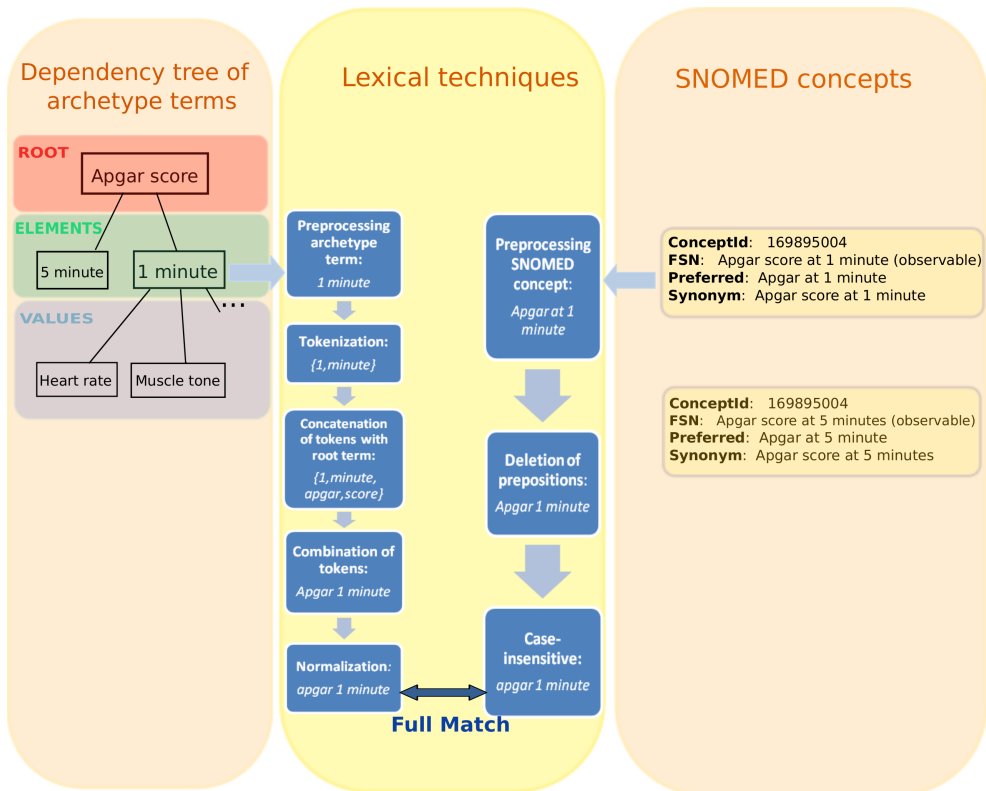 Dependency tree of
archetype terms
ROOT
Apgar score
ELEMENTS
5 minute
1 minute
...
VALUES
Heart rate
Muscle tone
Lexical techniques
Preprocessing
archetype
term:
1 minute
Tokenization:
{1,minute}
Concatenation
of tokens with
root term:
{1,minute,
apgar,score}
Combination of
tokens:
Apgar 1 minute
Normalization:
apgar 1 minute
Preprocessing
SNOMED
concept:
Apgar at 1
minute
Deletion of
prepositions:
Apgar 1 minute
Case-
insensitive:
apgar 1 minute
Full Match
SNOMED concepts
ConceptId: 169895004
FSN: Apgar score at 1 minute (observable)
Preferred: Apgar at 1 minute
Synonym: Apgar score at 1 minute
ConceptId: 169895004
FSN: Apgar score at 5 minutes (observable)
Preferred: Apgar at 5 minute
Synonym: Apgar score at 5 minutes